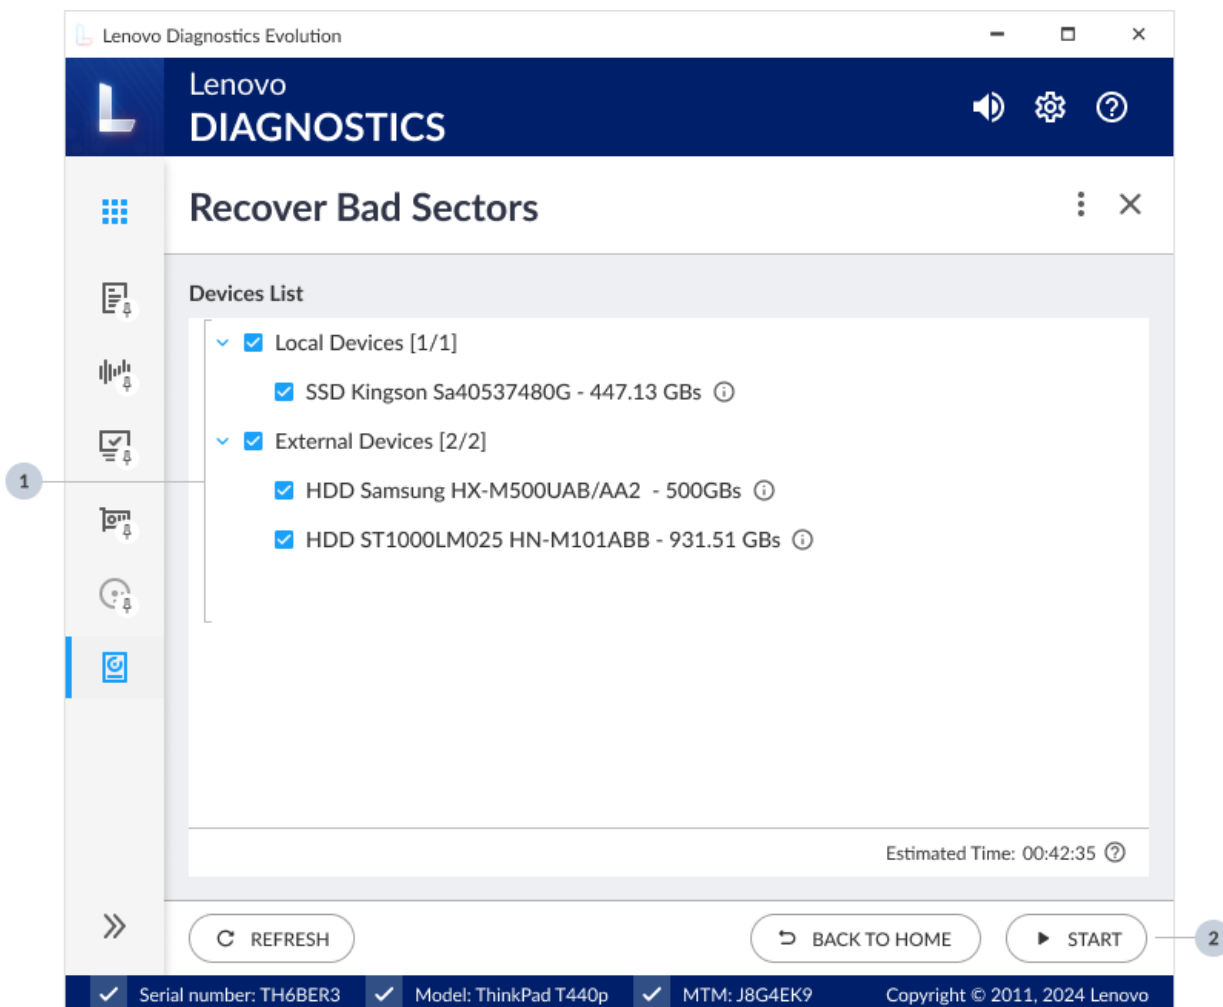 Lenovo Diagnostics Evolution
Lenovo
DIAGNOSTICS
Recover Bad Sectors
Devices List
Local Devices [1/1]
SSD Kingson Sa40537480G - 447.13 GBs
External Devices [2/2]
1
HDD Samsung HX-M500UAB/AA2 - 500GBs
HDD ST1000LM025 HN-M101ABB - 931.51 GBs
Estimated Time: 00:42:35
REFRESH BACK TO HOME START 2
Serial number: TH6BER3 Model: ThinkPad T440p MTM: J8G4EK9 Copyright © 2011, 2024 Lenovo